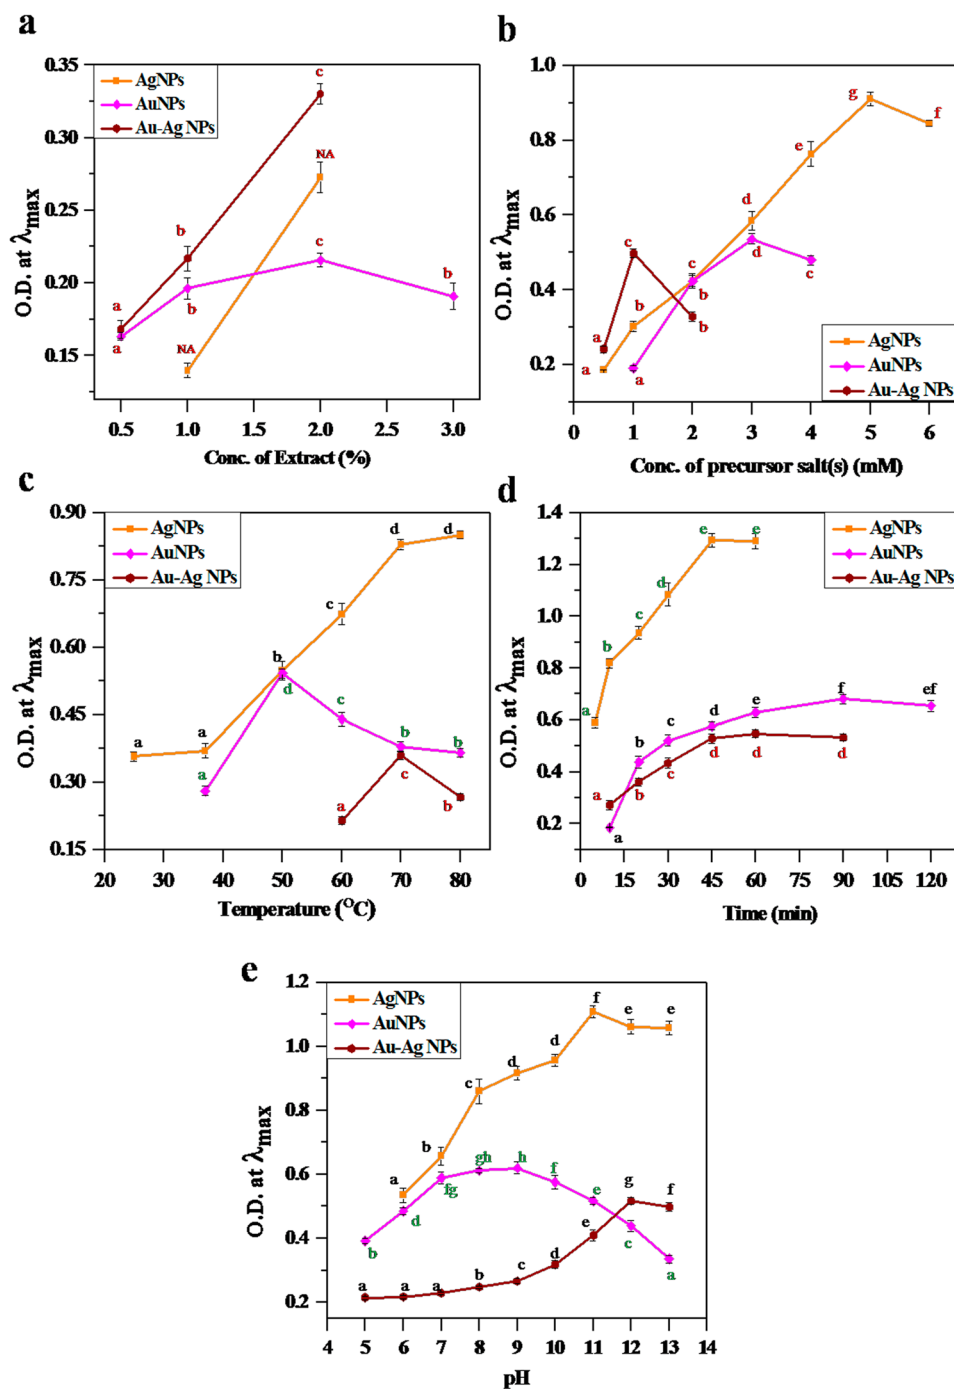 a
0.35
0.30
0.25
0.20
0.15
O.D. at λmax
AgNPs
AuNPs
Au-Ag NPs
c
NA
b
c
a
b
b
a
NA
0.5 1.0 1.5 2.0 2.5 3.0
Conc. of Extract (%)
b
1.0
0.8
0.6
0.4
0.2
O.D. at λmax
g
f
e
d
c
c
d
b
b
c
a
b
a
a
AgNPs
AuNPs
Au-Ag NPs
0 1 2 3 4 5 6
Conc. of precursor salt(s) (mM)
c
0.90
0.75
0.60
0.45
0.30
0.15
O.D. at λmax
AgNPs
AuNPs
Au-Ag NPs
d d
c
b
d
c
a a
b b
a
c
a
b
20 30 40 50 60 70 80
Temperature (OC)
d
1.4
1.2
1.0
0.8
0.6
0.4
0.2
O.D. at λmax
AgNPs
AuNPs
Au-Ag NPs
e e
d
c
b
a
f ef
e
d
c
b
d d d
c
b
a
a
0 15 30 45 60 75 90 105 120
Time (min)
e
1.2
1.0
0.8
0.6
0.4
0.2
O.D. at λmax
AgNPs
AuNPs
Au-Ag NPs
f
e e
d d
c
b
a
gh h f
fg
e
d
b
c
a
g
f
e
d
c
b
a a a
4 5 6 7 8 9 10 11 12 13 14
pH